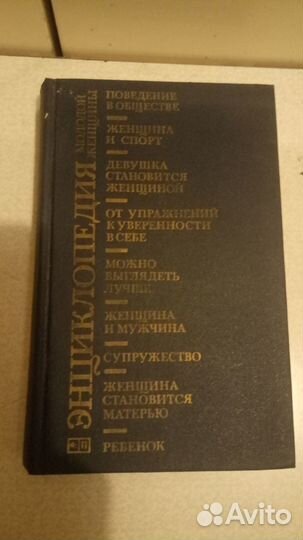 ЭНЦИКЛОПЕДИЯ
МОЛОДОЙ
ЖЕНЩИНЫ
ПОВЕДЕНИЕ
В ОБЩЕСТВЕ
ЖЕНЩИНА
И СПОРТ
ДЕВУШКА
СТАНОВИТСЯ
ЖЕНЩИНОЙ
ОТ УПРАЖНЕНИЙ
К УВЕРЕННОСТИ
В СЕБЕ
МОЖНО
ВЫГЛЯДЕТЬ
ЛУЧШЕ
ЖЕНЩИНА
И МУЖЧИНА
СУПРУЖЕСТВО
ЖЕНЩИНА
СТАНОВИТСЯ
МАТЕРЬЮ
РЕБЕНОК
Avito